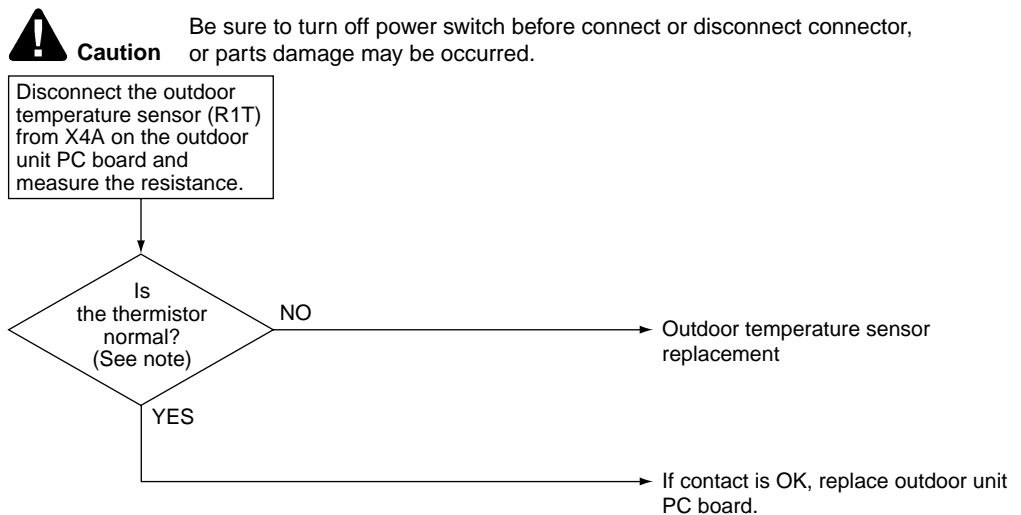 Be sure to turn off power switch before connect or disconnect connector,
Caution or parts damage may be occurred.
Disconnect the outdoor
temperature sensor (R1T)
from X4A on the outdoor
unit PC board and
measure the resistance.
Is
the thermistor
normal?
(See note)
NO
Outdoor temperature sensor
replacement
YES
If contact is OK, replace outdoor unit
PC board.